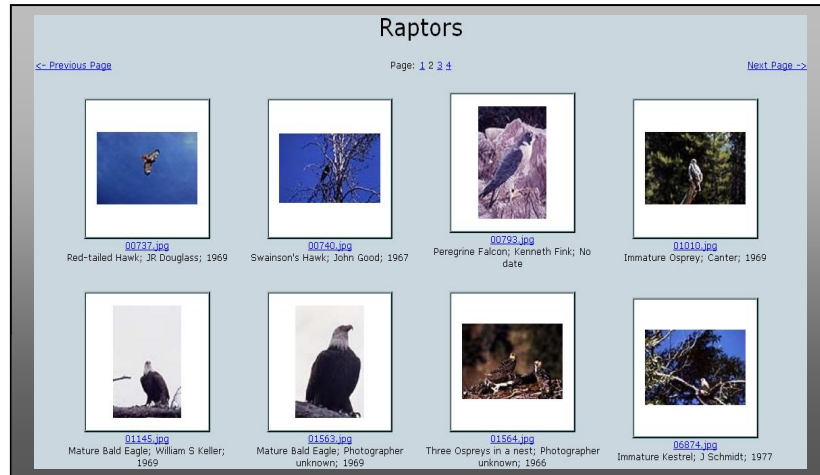 Raptors
<- Previous Page
Page: 1 2 3 4
Next Page ->
00737.jpg
Red-tailed Hawk; JR Douglass; 1969
00740.jpg
Swainson's Hawk; John Good; 1967
00793.jpg
Peregrine Falcon; Kenneth Fink; No
date
01010.jpg
Immature Osprey; Canter; 1969
01145.jpg
Mature Bald Eagle; William S Keller;
1969
01563.jpg
Mature Bald Eagle; Photographer
unknown; 1969
01564.jpg
Three Ospreys in a nest; Photographer
unknown; 1966
06874.jpg
Immature Kestrel; J Schmidt; 1977